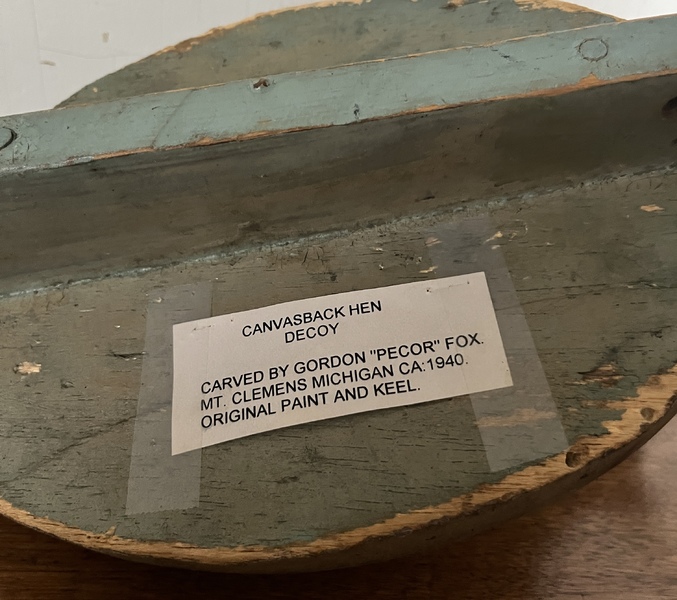 CANVASBACK HEN
DECOY
CARVED BY GORDON "PECOR" FOX.
MT. CLEMENS MICHIGAN CA:1940.
ORIGINAL PAINT AND KEEL.